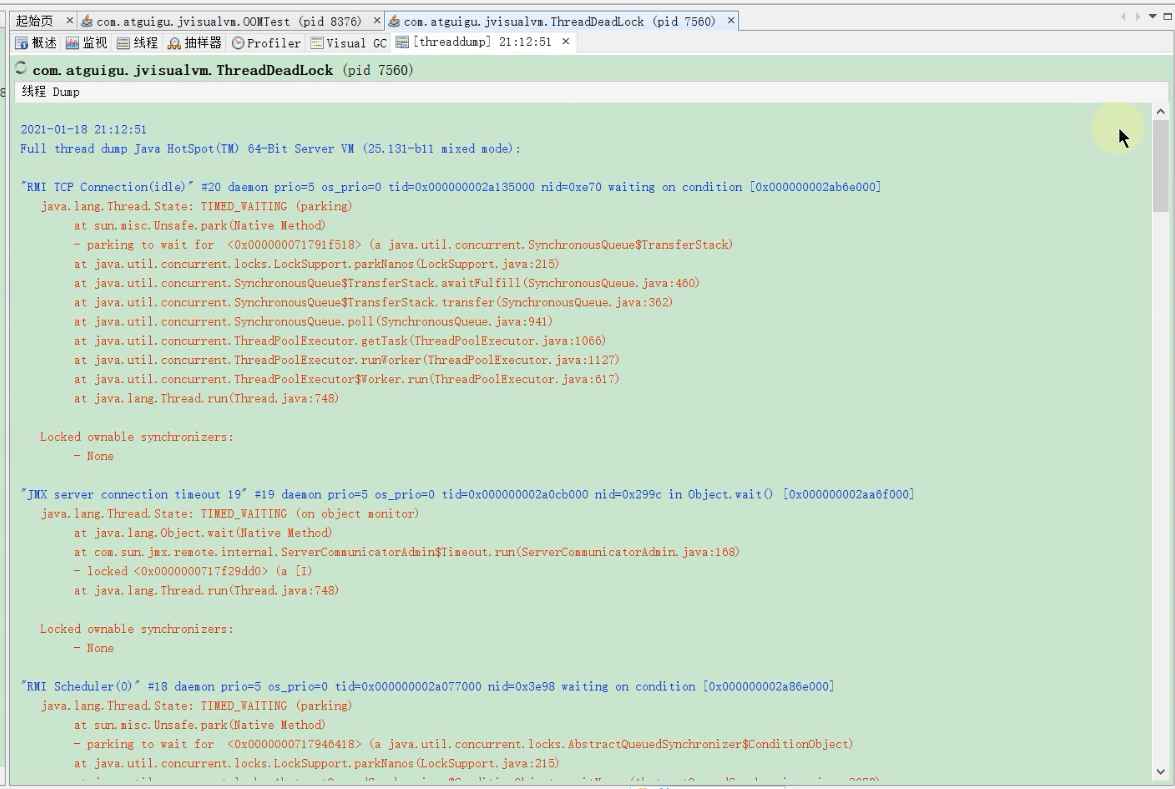 起始页 com.atguigu.jvisualvm.OOMTest (pid 8376) com.atguigu.jvisualvm.ThreadDeadLock (pid 7560)
概述 监视 线程 抽样器 Profiler Visual GC [threaddump] 21:12:51
com.atguigu.jvisualvm.ThreadDeadLock (pid 7560)
线程 Dump
2021-01-18 21:12:51
Full thread dump Java HotSpot(TM) 64-Bit Server VM (25.131-b11 mixed mode):
"RMI TCP Connection(idle)" #20 daemon prio=5 os_prio=0 tid=0x000000002a135000 nid=0xe70 waiting on condition [0x000000002ab6e000]
java.lang.Thread.State: TIMED_WAITING (parking)
at sun.misc.Unsafe.park(Native Method)
- parking to wait for <0x000000071791f518> (a java.util.concurrent.SynchronousQueue$TransferStack)
at java.util.concurrent.locks.LockSupport.parkNanos(LockSupport.java:215)
at java.util.concurrent.SynchronousQueue$TransferStack.awaitFulfill(SynchronousQueue.java:460)
at java.util.concurrent.SynchronousQueue$TransferStack.transfer(SynchronousQueue.java:362)
at java.util.concurrent.SynchronousQueue.poll(SynchronousQueue.java:941)
at java.util.concurrent.ThreadPoolExecutor.getTask(ThreadPoolExecutor.java:1066)
at java.util.concurrent.ThreadPoolExecutor.runWorker(ThreadPoolExecutor.java:1127)
at java.util.concurrent.ThreadPoolExecutor$Worker.run(ThreadPoolExecutor.java:617)
at java.lang.Thread.run(Thread.java:748)
Locked ownable synchronizers:
- None
"JMX server connection timeout 19" #19 daemon prio=5 os_prio=0 tid=0x000000002a0cb000 nid=0x299c in Object.wait() [0x000000002aa6f000]
java.lang.Thread.State: TIMED_WAITING (on object monitor)
at java.lang.Object.wait(Native Method)
at com.sun.jmx.remote.internal.ServerCommunicatorAdmin$Timeout.run(ServerCommunicatorAdmin.java:168)
- locked <0x0000000717f29dd0> (a [I)
at java.lang.Thread.run(Thread.java:748)
Locked ownable synchronizers:
- None
"RMI Scheduler(0)" #18 daemon prio=5 os_prio=0 tid=0x000000002a077000 nid=0x3e98 waiting on condition [0x000000002a86e000]
java.lang.Thread.State: TIMED_WAITING (parking)
at sun.misc.Unsafe.park(Native Method)
- parking to wait for <0x0000000717946418> (a java.util.concurrent.locks.AbstractQueuedSynchronizer$ConditionObject)
at java.util.concurrent.locks.LockSupport.parkNanos(LockSupport.java:215)